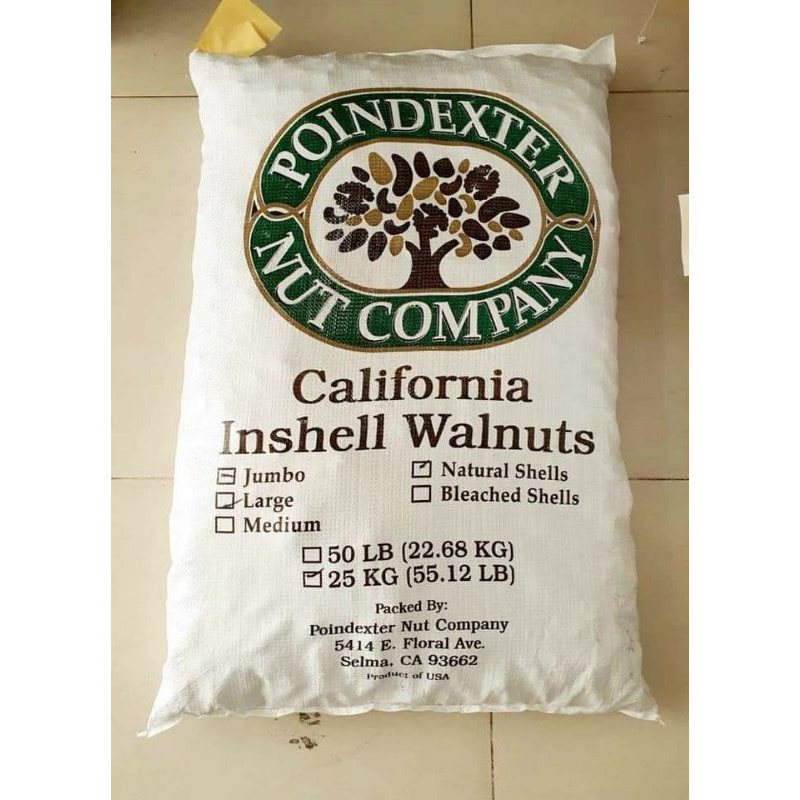 POINDEXTER
NUT COMPANY
California
Inshell Walnuts
Jumbo
Natural Shells
Large
Bleached Shells
Medium
50 LB (22.68 KG)
25 KG (55.12 LB)
Packed By:
Poindexter Nut Company
5414 E. Floral Ave.
Selma, CA 93662
Product of USA